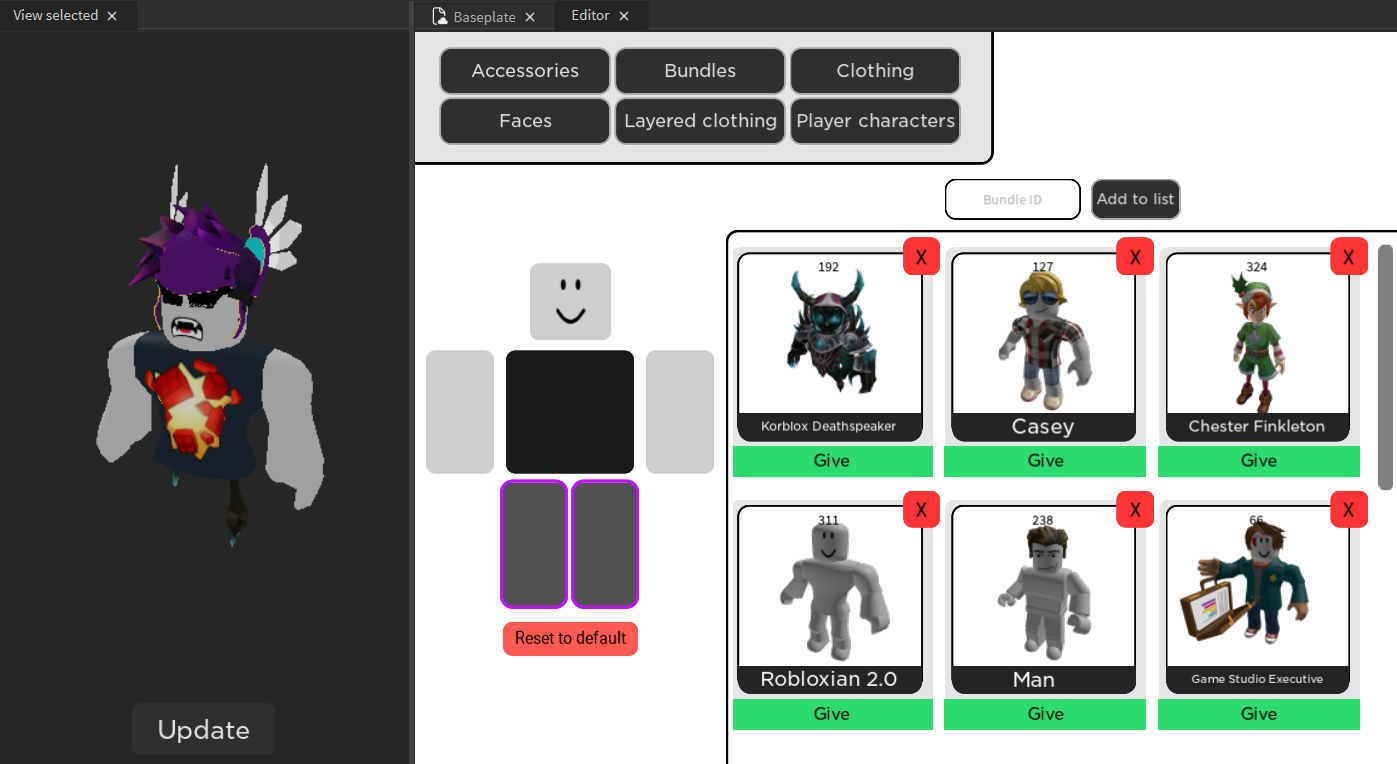 View selected
Baseplate
Editor
Accessories
Bundles
Clothing
Faces
Layered clothing
Player characters
Bundle ID
Add to list
192
X
127
X
324
X
Korblox Deathspeaker
Casey
Chester Finkleton
Give
Give
Give
311
X
238
X
66
X
Robloxian 2.0
Man
Game Studio Executive
Give
Give
Give
Reset to default
Update